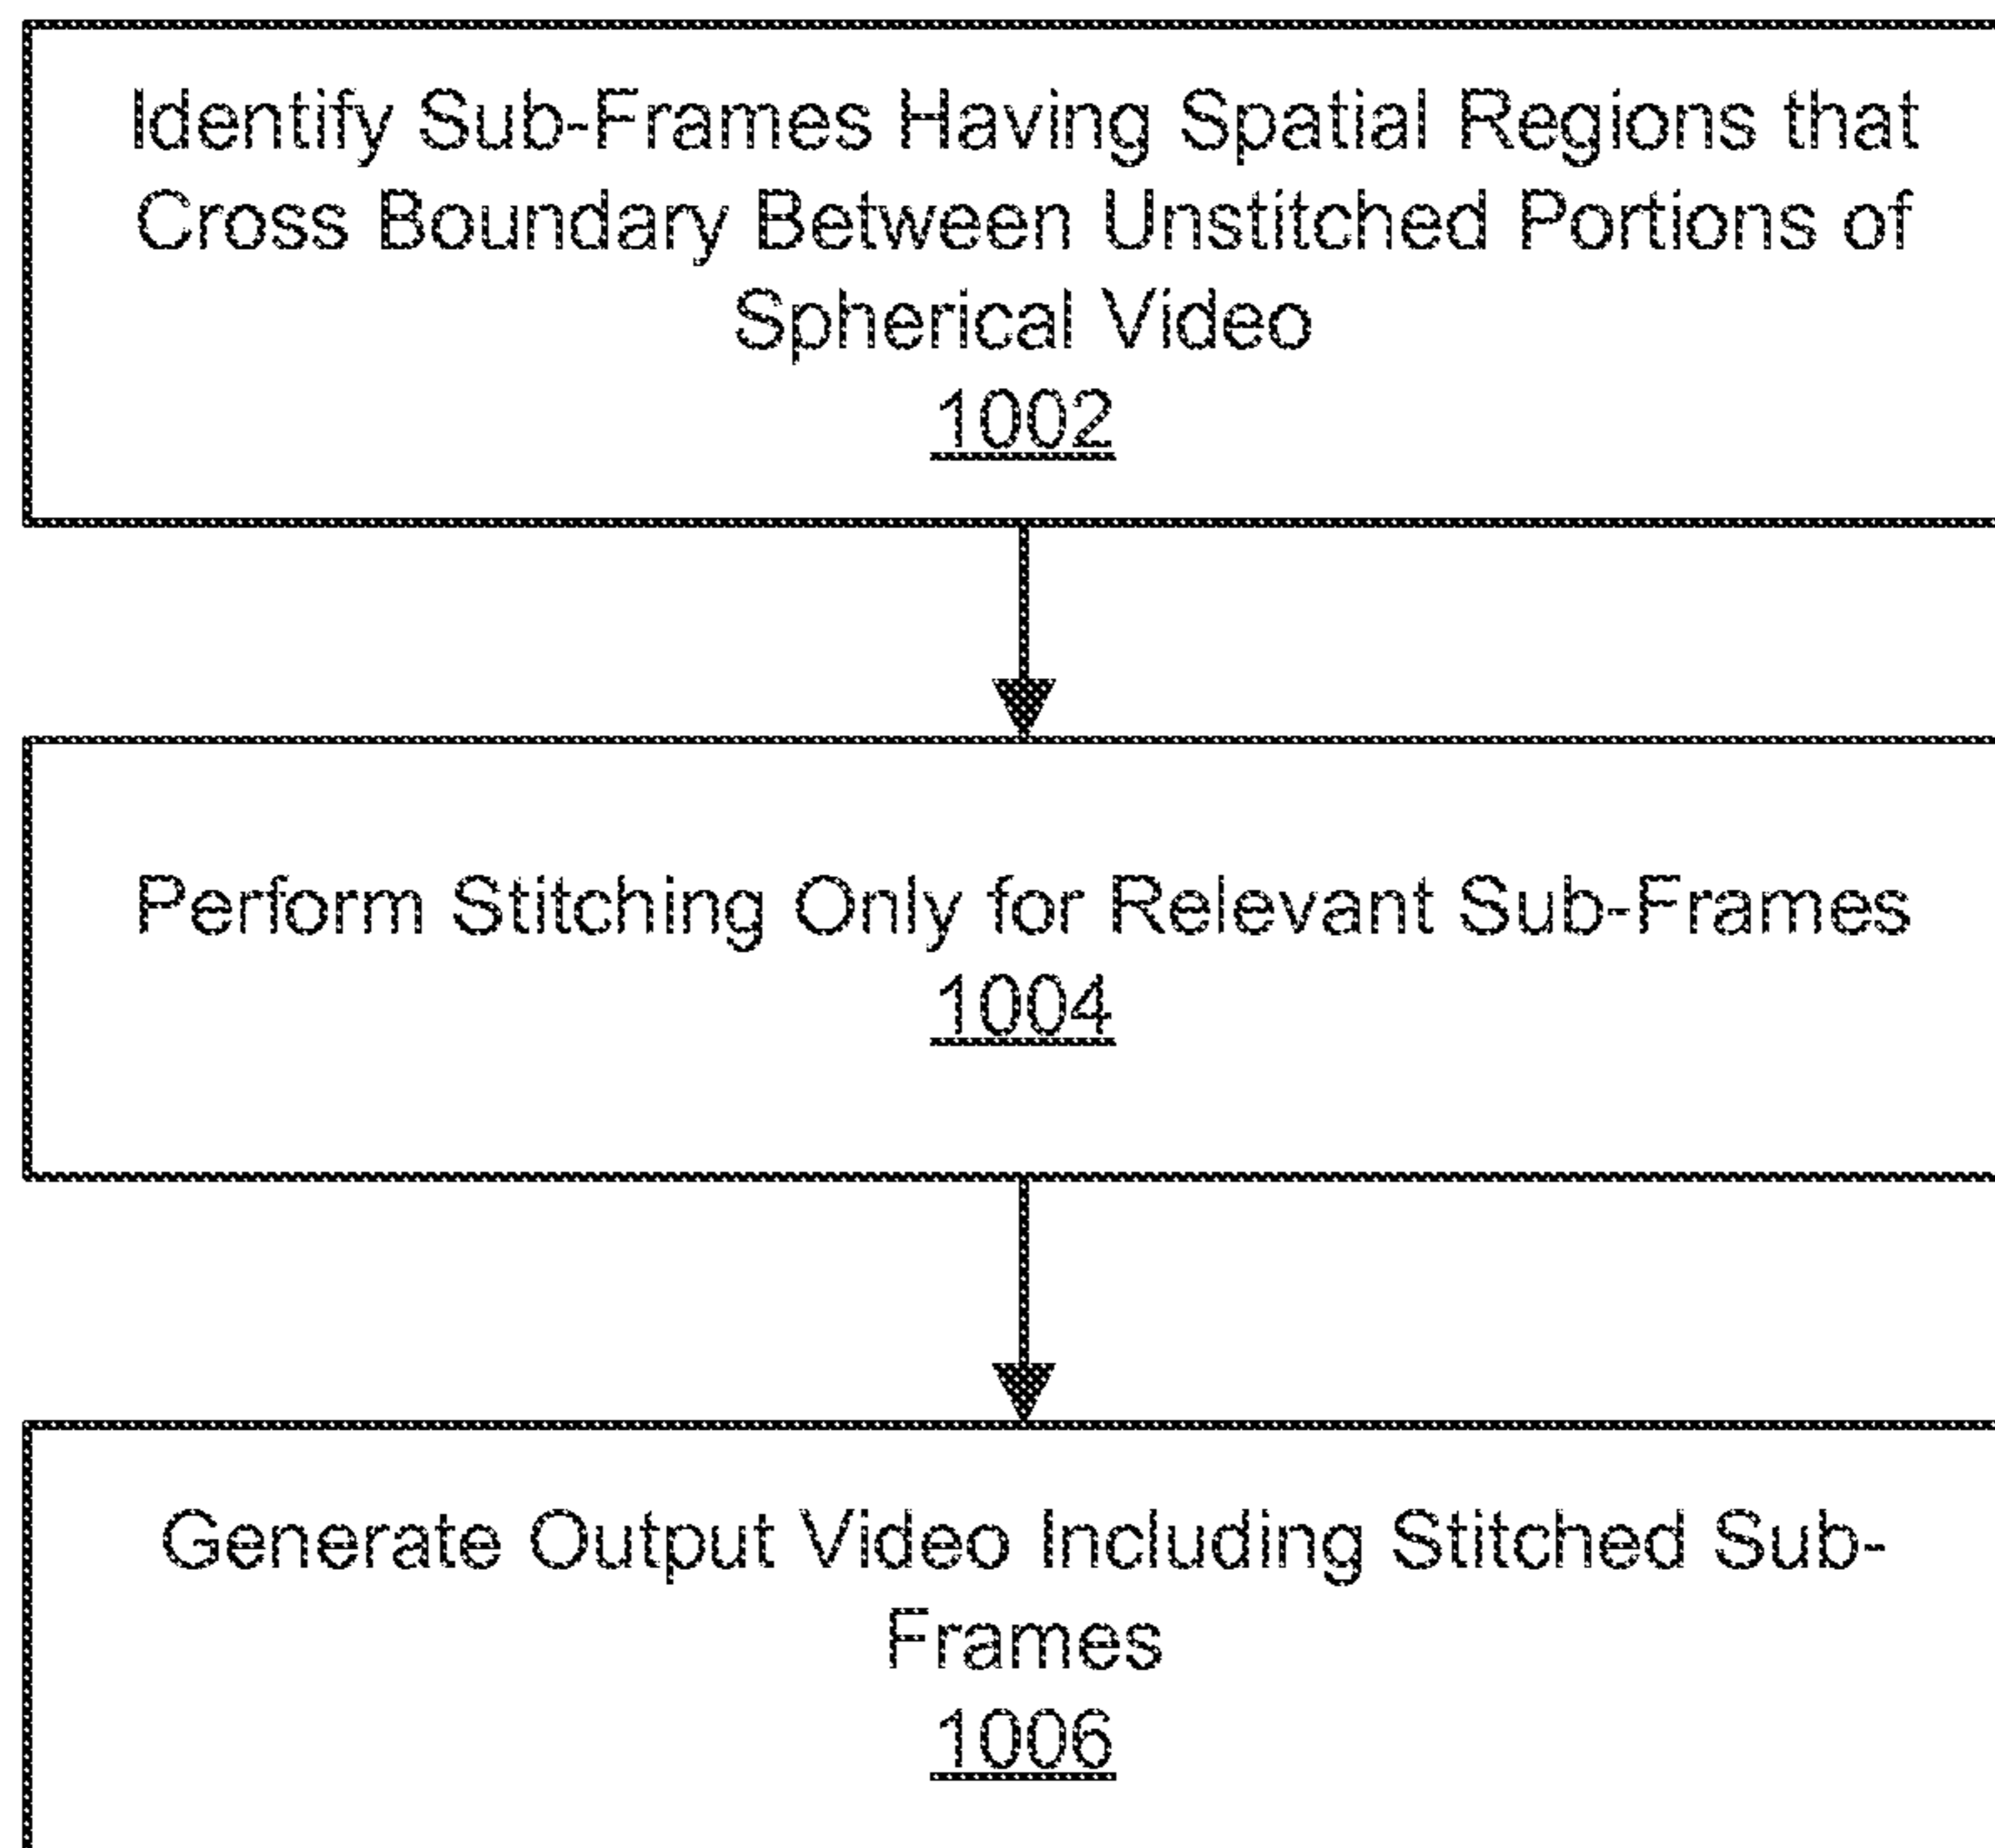 Identify Sub-Frames Having Spatial Regions that
Cross Boundary Between Unstitched Portions of
Spherical Video
1002
Perform Stitching Only for Relevant Sub-Frames
1004
Generate Output Video Including Stitched Sub-
Frames
1006